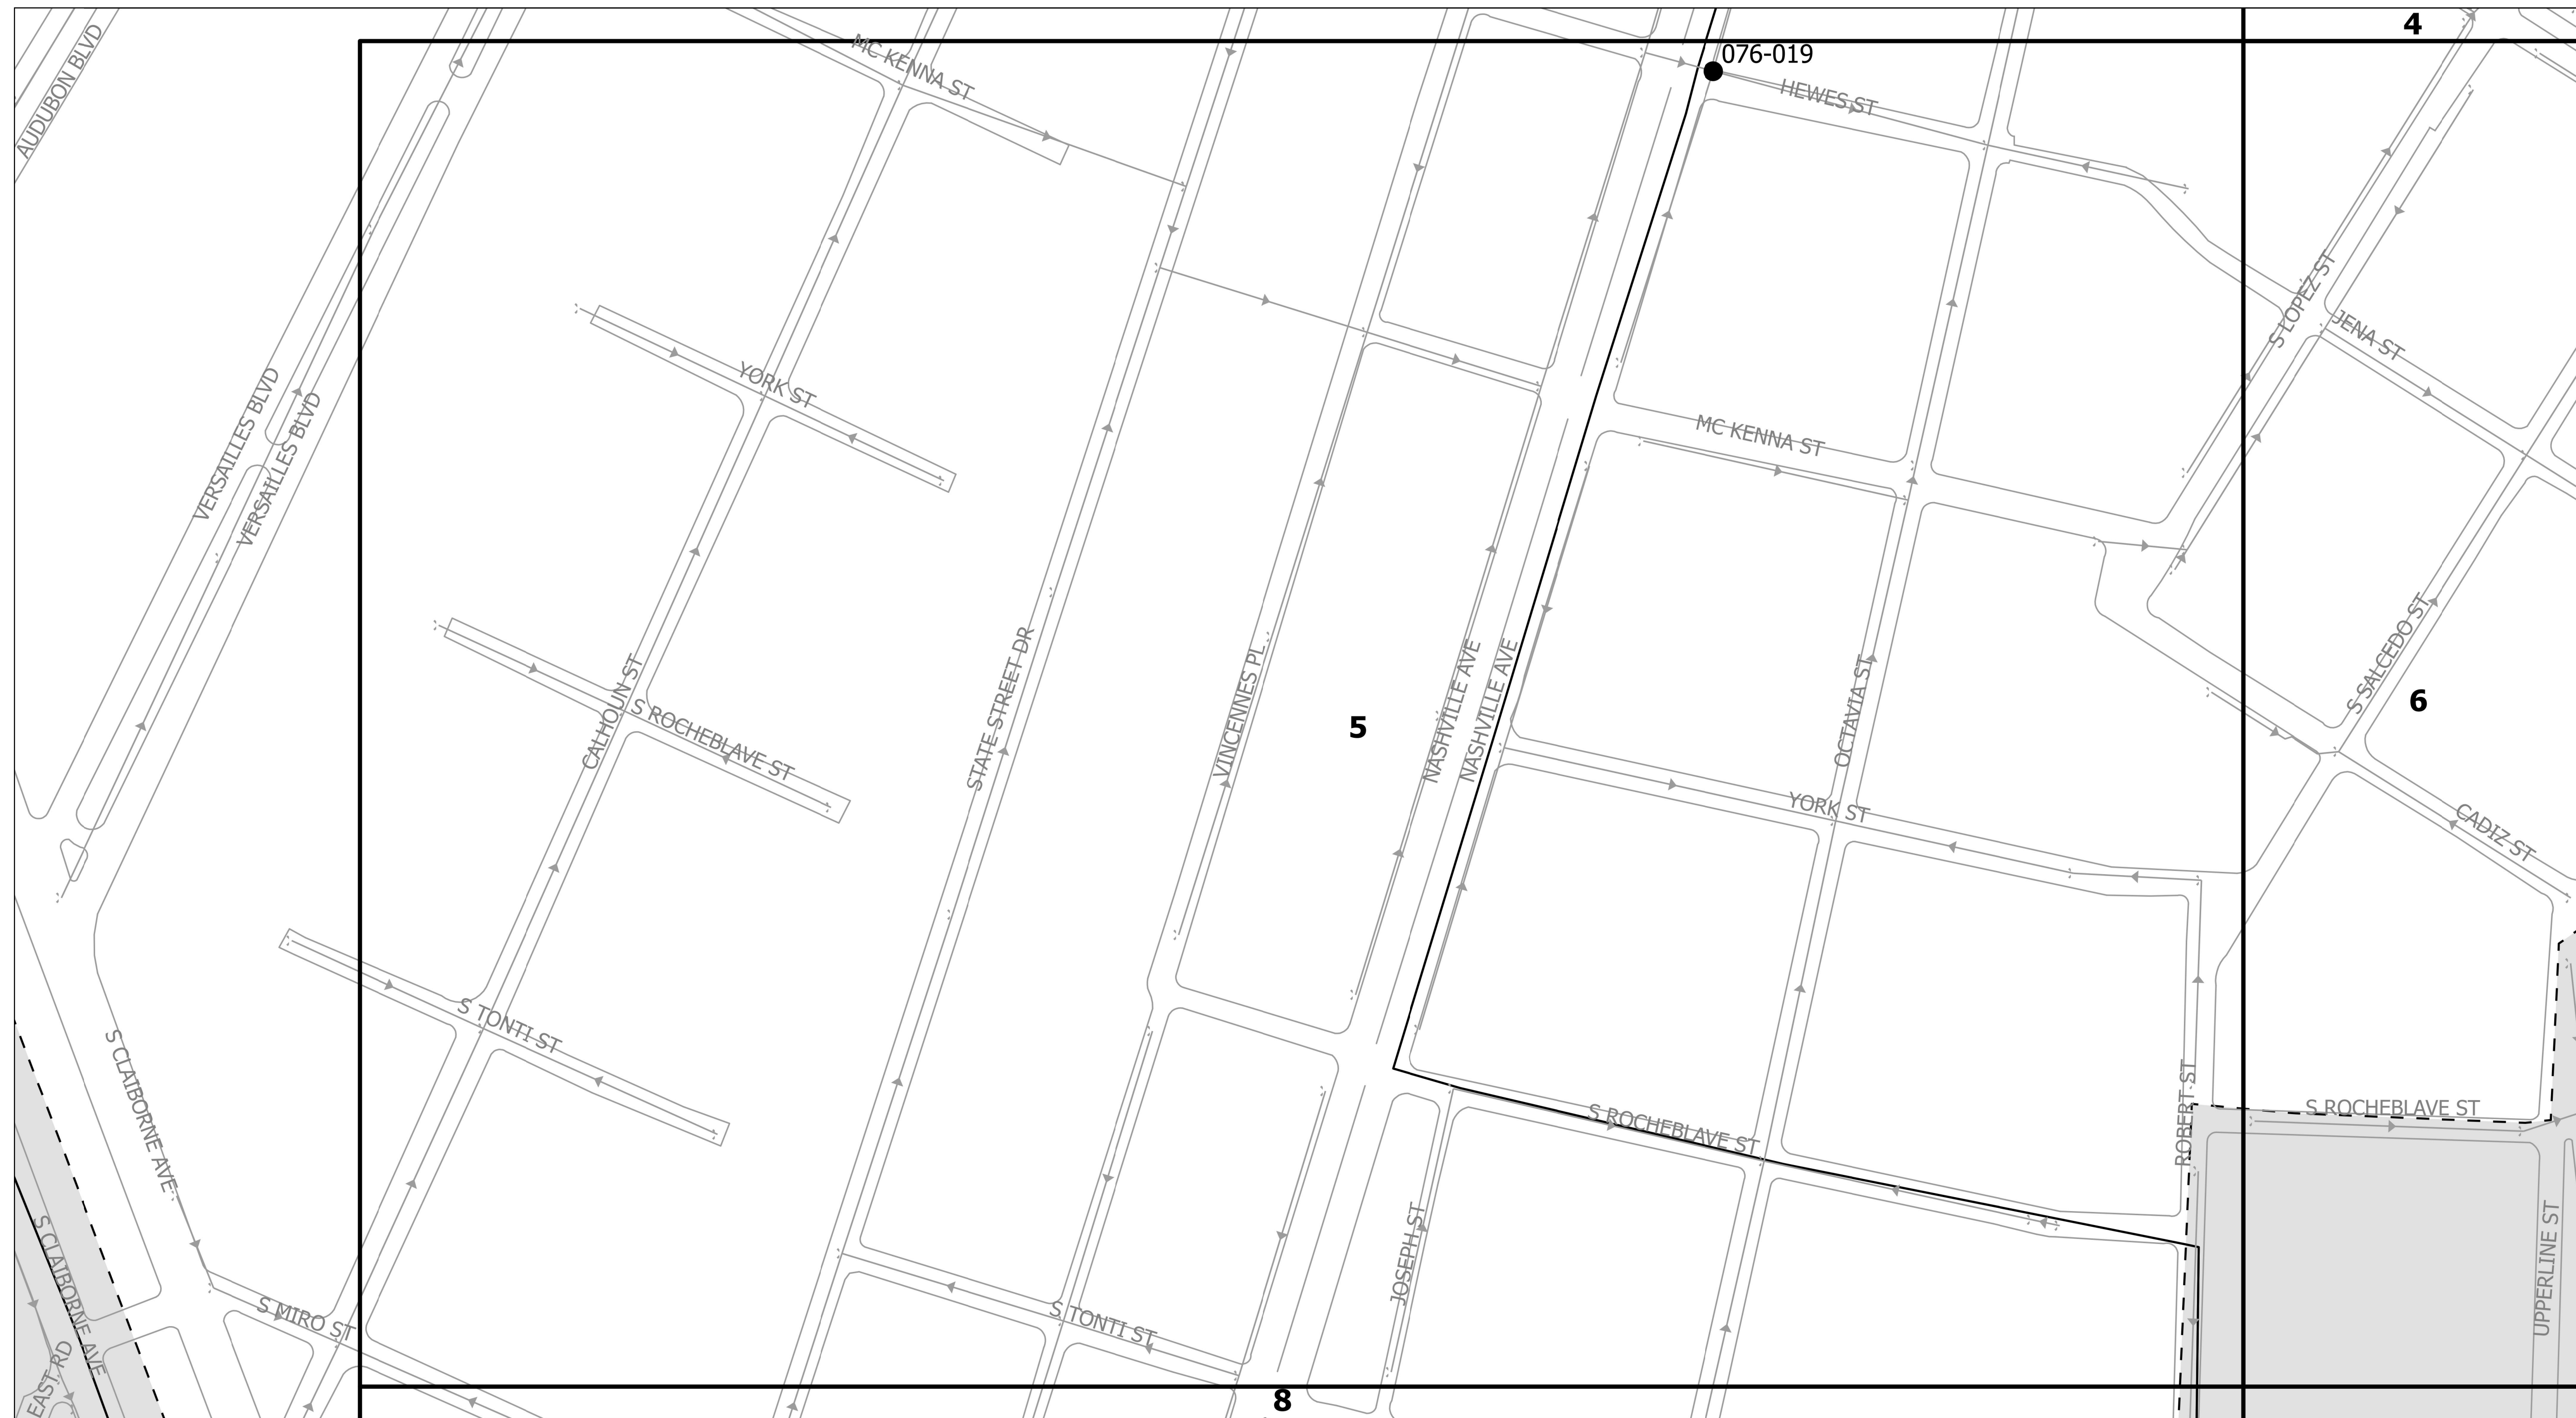 4
AUDUBON BLVD
MC KENNA ST
076-019
HEWES ST
S LOPEZ ST
JENA ST
VERSAILLES BLVD
VERSAILLES BLVD
YORK ST
MC KENNA ST
CALHOUN ST
S ROCHEBLAVE ST
STATE STREET DR
VINCENNES PL
5
NASHVILLE AVE
NASHVILLE AVE
OCTAVIA ST
S SALCEDO ST
6
YORK ST
CADIZ ST
S TONTI ST
S CLAIBORNE AVE
S ROCHEBLAVE ST
ROBERT ST
S ROCHEBLAVE ST
S CLAIBORNE AVE
JOSEPH ST
UPPERLINE ST
S MIRO ST
S TONTI ST
EAST RD
8